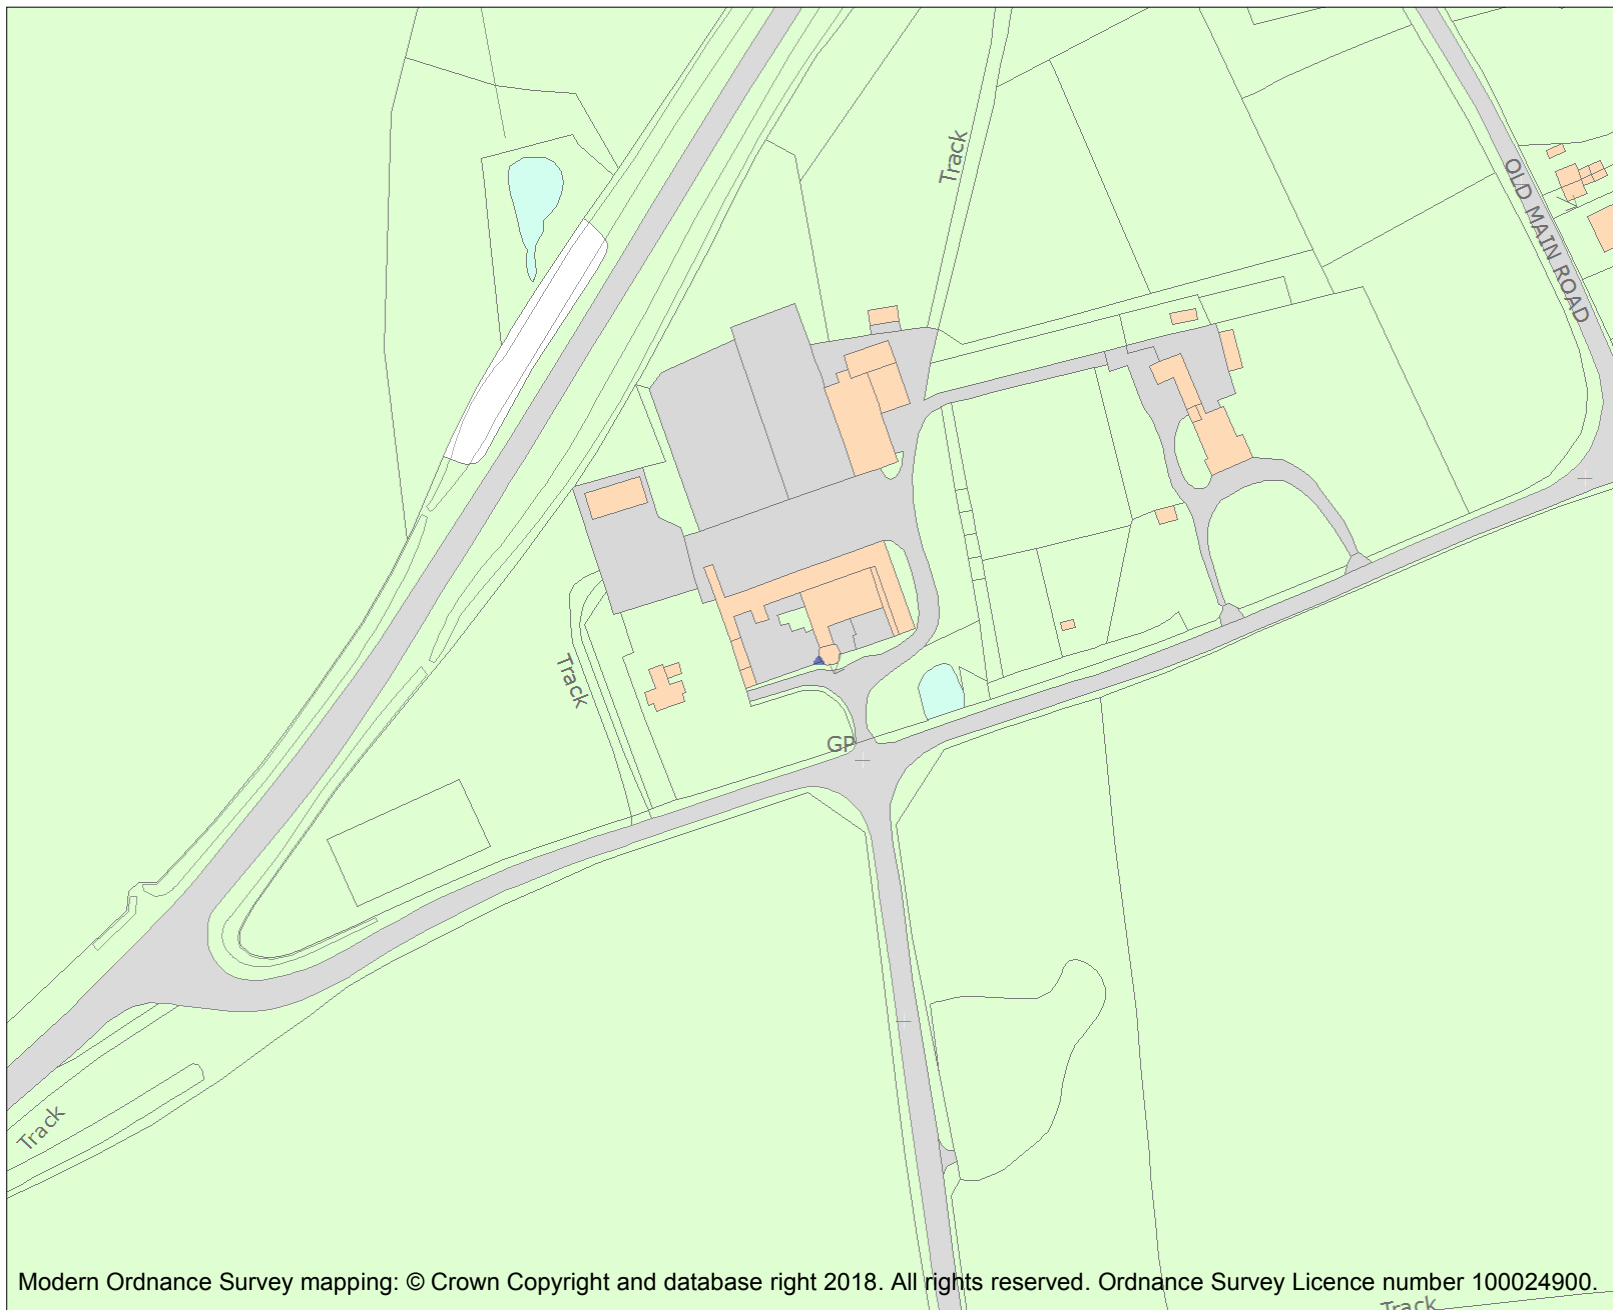 Track
OLD MAIN ROAD
Track
GP
Track
Modern Ordnance Survey mapping: © Crown Copyright and database right 2018. All rights reserved. Ordnance Survey Licence number 100024900.
Track